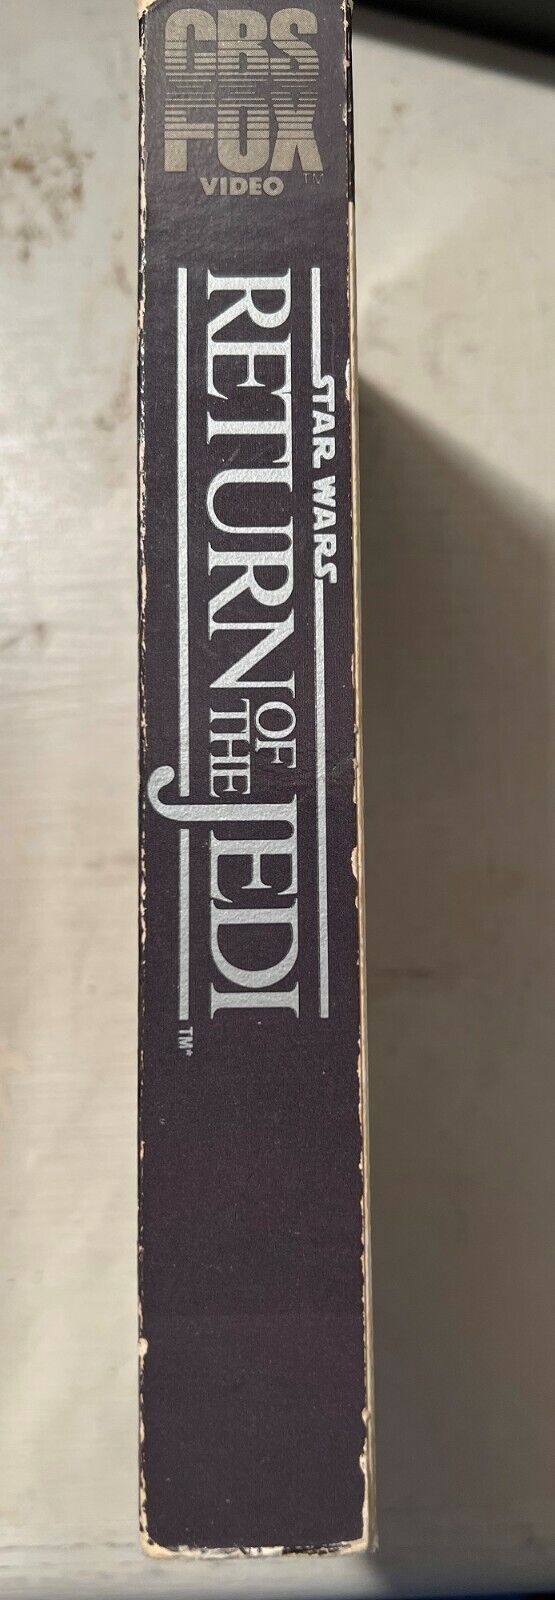 CBS
FOX
VIDEO TM
STAR WARS
RETURN OF THE JEDI
TM*